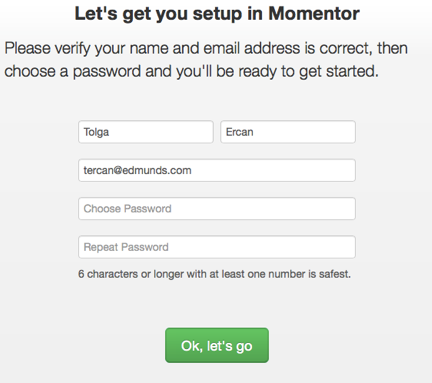 Let's get you setup in Momentor
Please verify your name and email address is correct, then
choose a password and you'll be ready to get started.
Tolga Ercan
tercan@edmunds.com
Choose Password
Repeat Password
6 characters or longer with at least one number is safest.
Ok, let's go